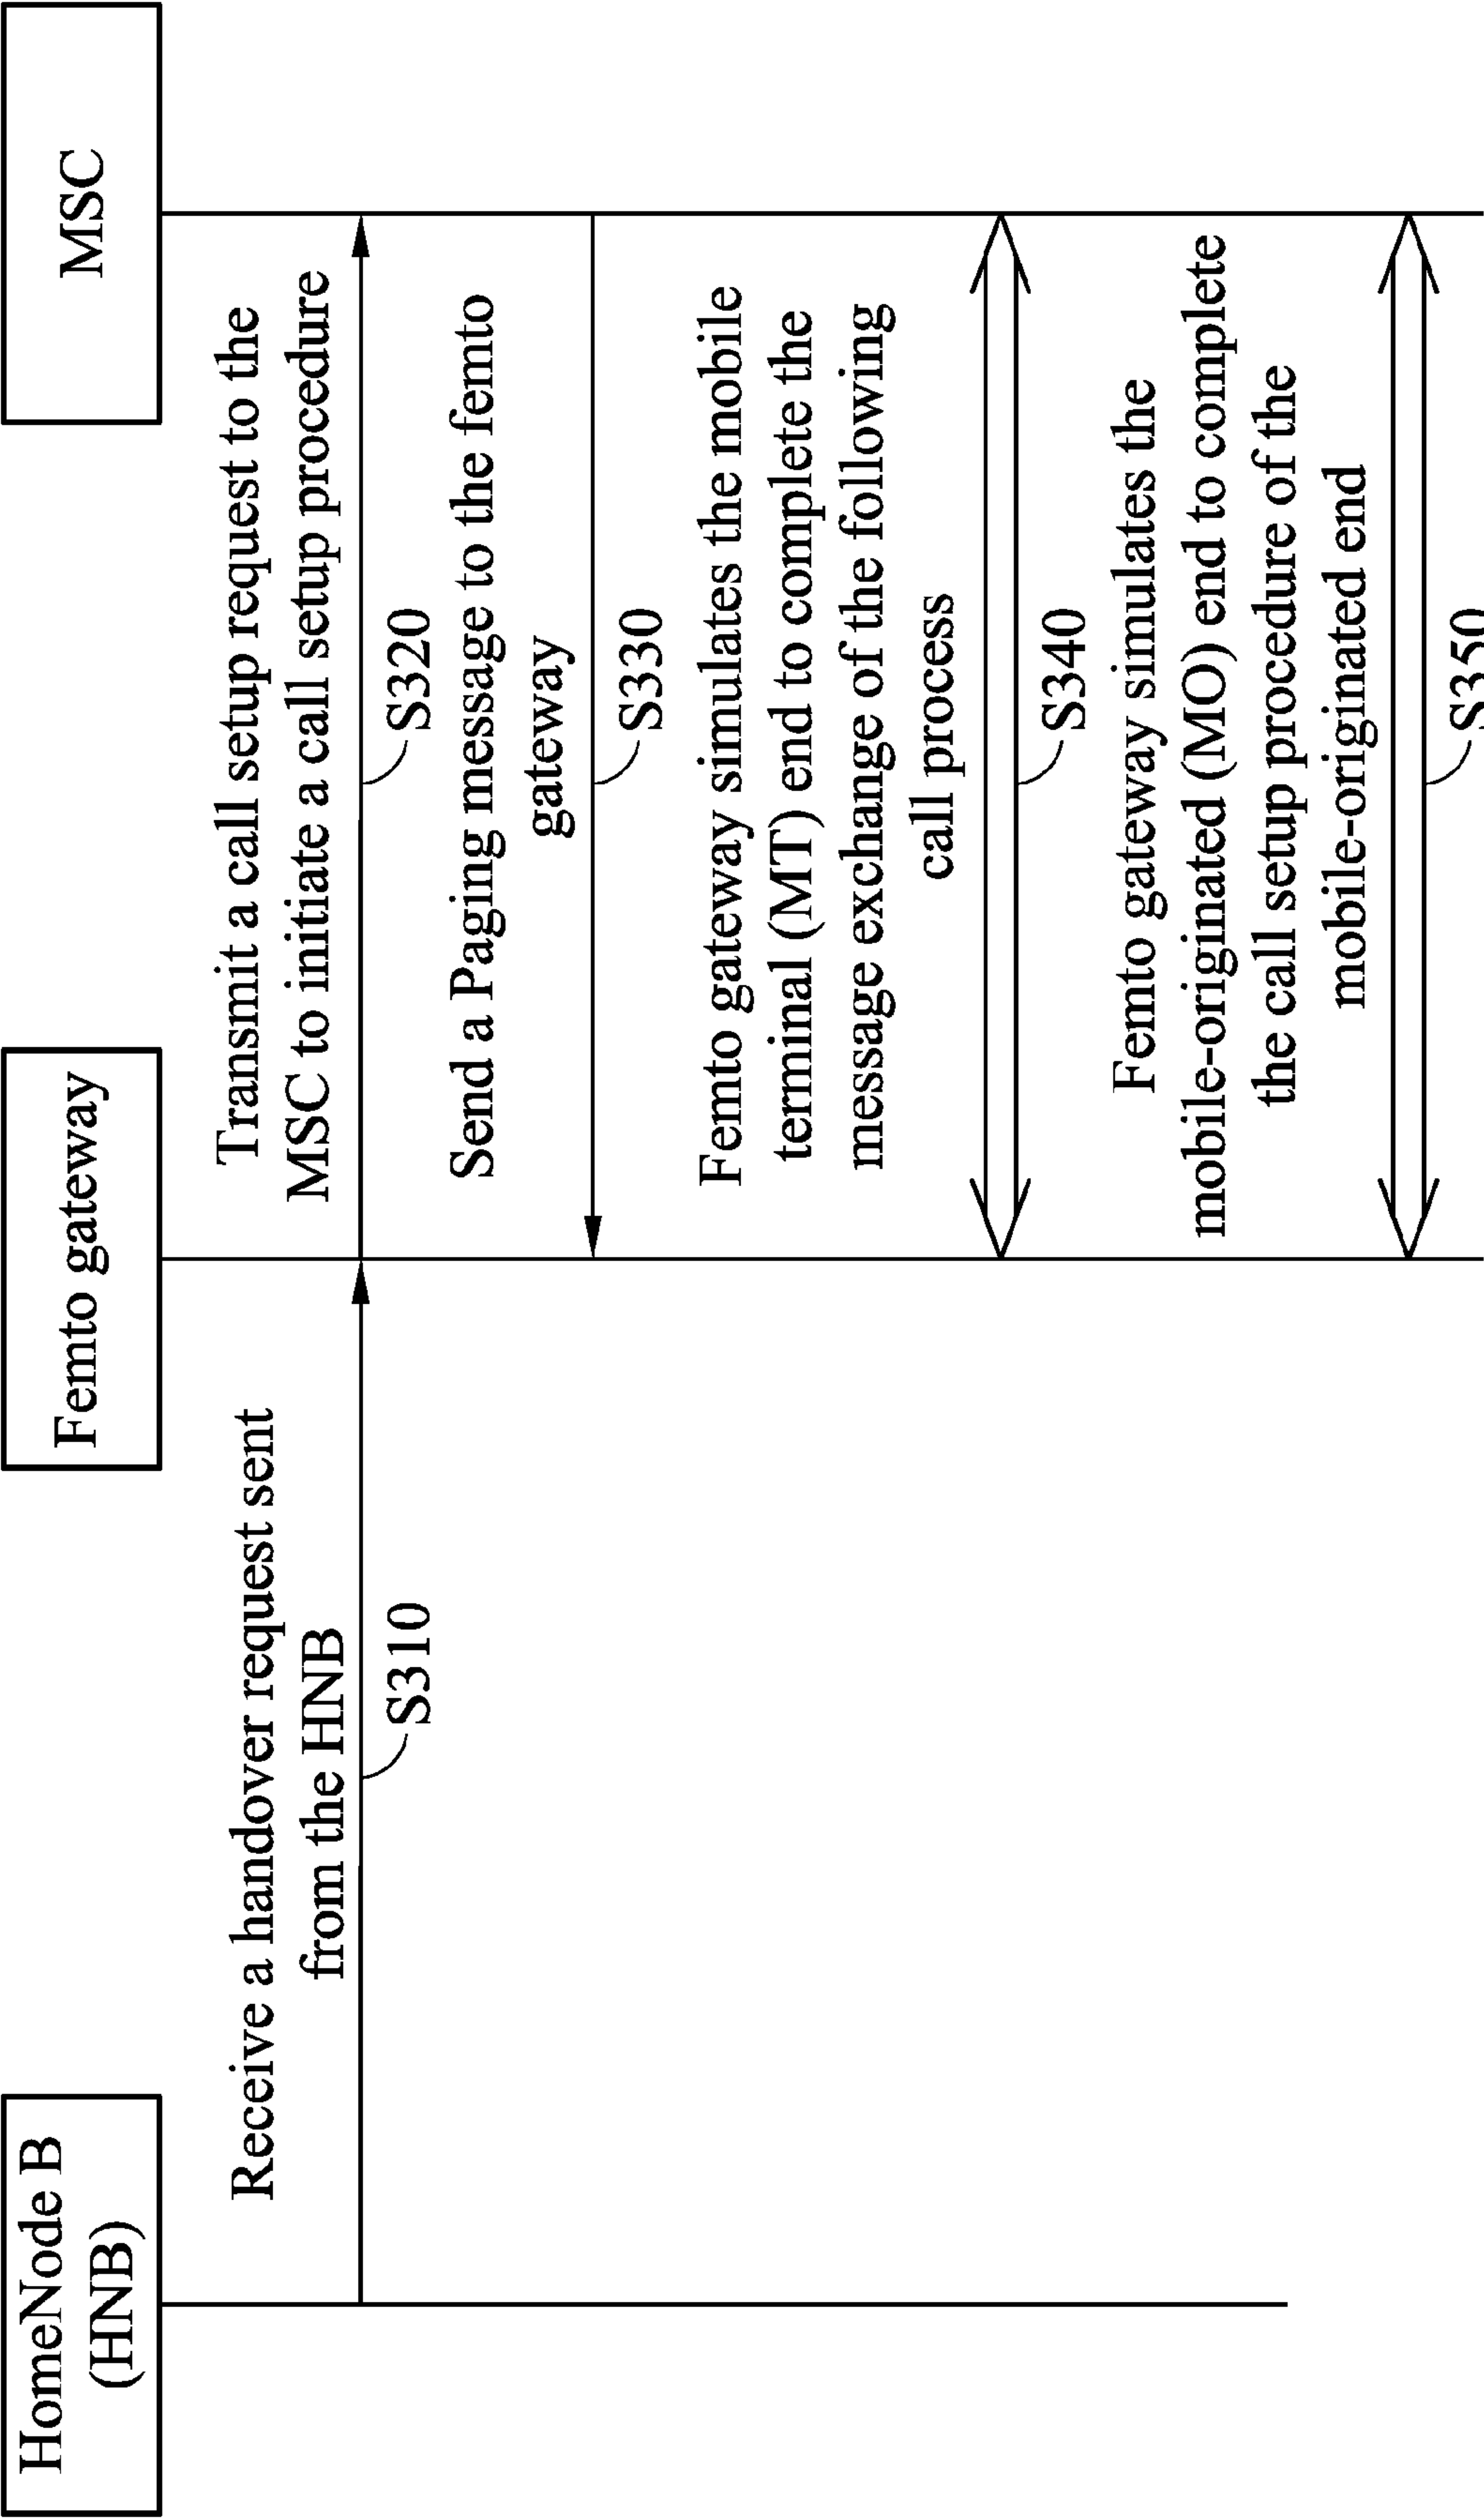 HomeNode B
(HNB)
Femto gateway
MSC
Receive a handover request sent
from the HNB
S310
Transmit a call setup request to the
MSC to initiate a call setup procedure
S320
Send a Paging message to the femto
gateway
S330
Femto gateway simulates the mobile
terminal (MT) end to complete the
message exchange of the following
call process
S340
Femto gateway simulates the
mobile-originated (MO) end to complete
the call setup procedure of the
mobile-originated end
S350